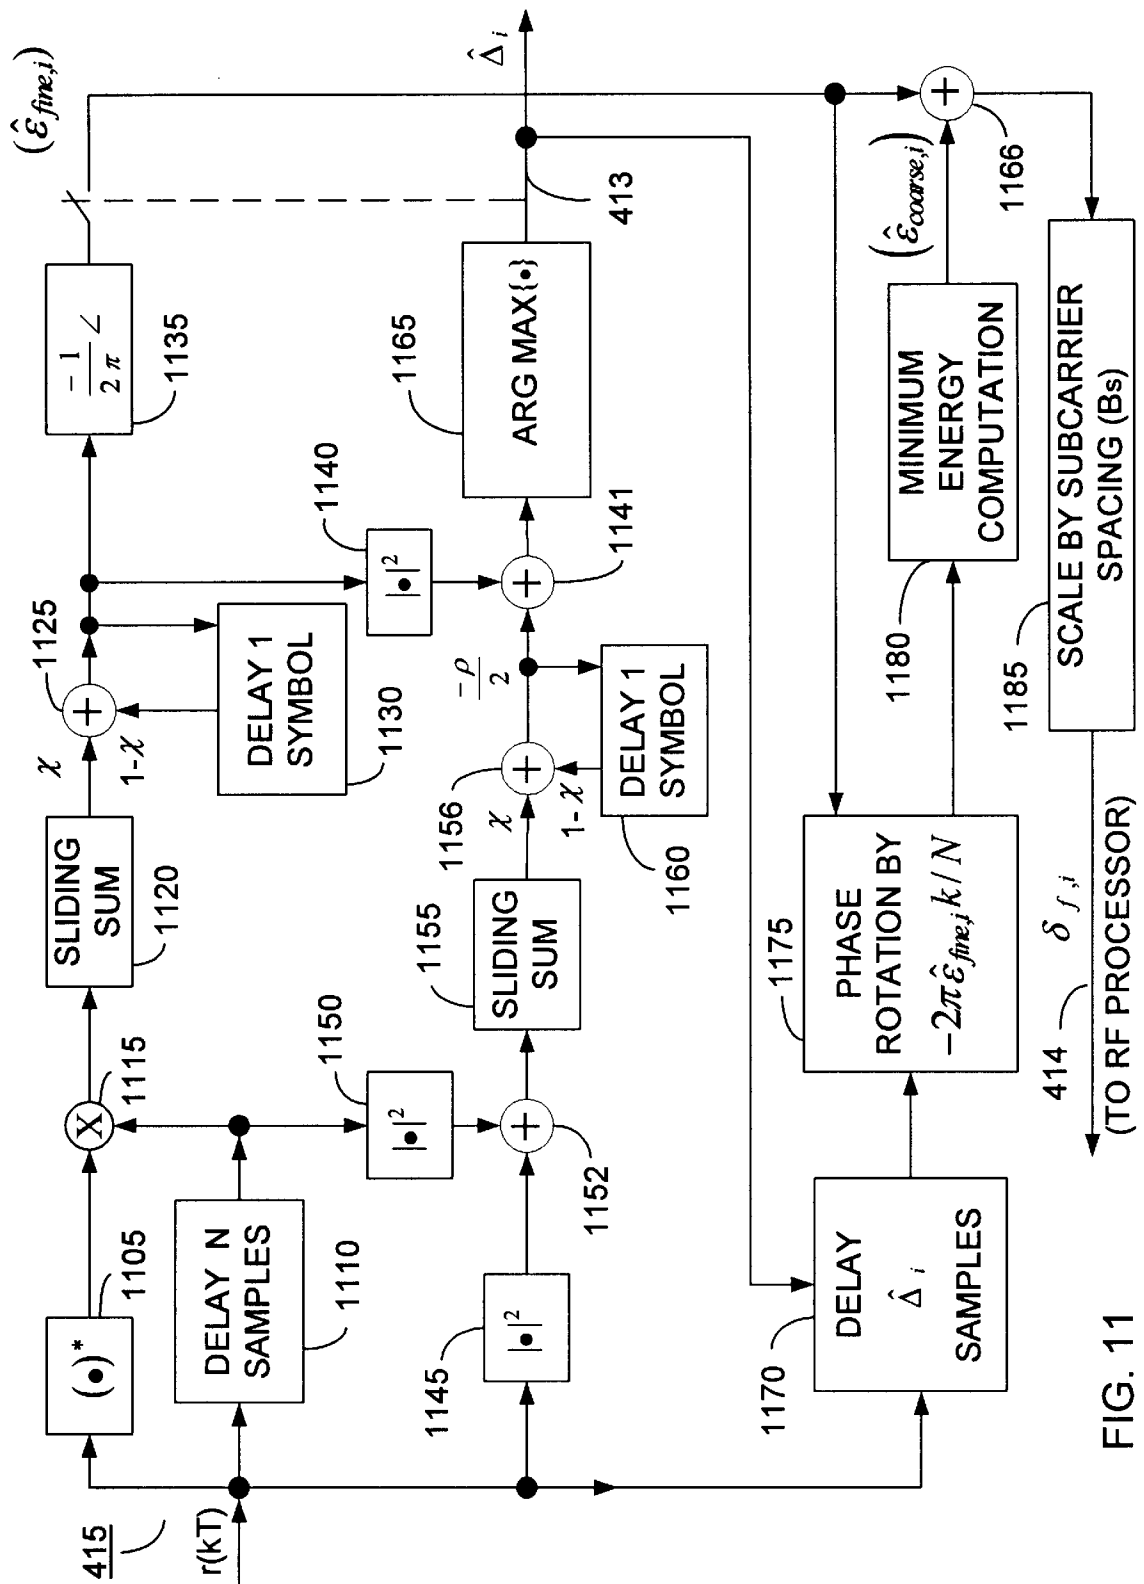 415
r(kT)
(•)*
1105
DELAY N
SAMPLES
1110
X
1115
SLIDING
SUM
1120
χ
1-χ
+
1125
DELAY 1
SYMBOL
1130
-1/2π ∠
1135
(ε̂fine,i)
|•|²
1145
|•|²
1150
+
1152
SLIDING
SUM
1155
χ
1-χ
+
1156
DELAY 1
SYMBOL
1160
-ρ/2
|•|²
1140
+
1141
ARG MAX{•}
1165
413
Δ̂ i
DELAY
Δ̂ i
SAMPLES
1170
PHASE
ROTATION BY
-2πε̂fine,i k / N
1175
MINIMUM
ENERGY
COMPUTATION
1180
(ε̂coarse,i)
+
1166
SCALE BY SUBCARRIER
SPACING (Bs)
1185
δ f ,i
414
(TO RF PROCESSOR)
FIG. 11